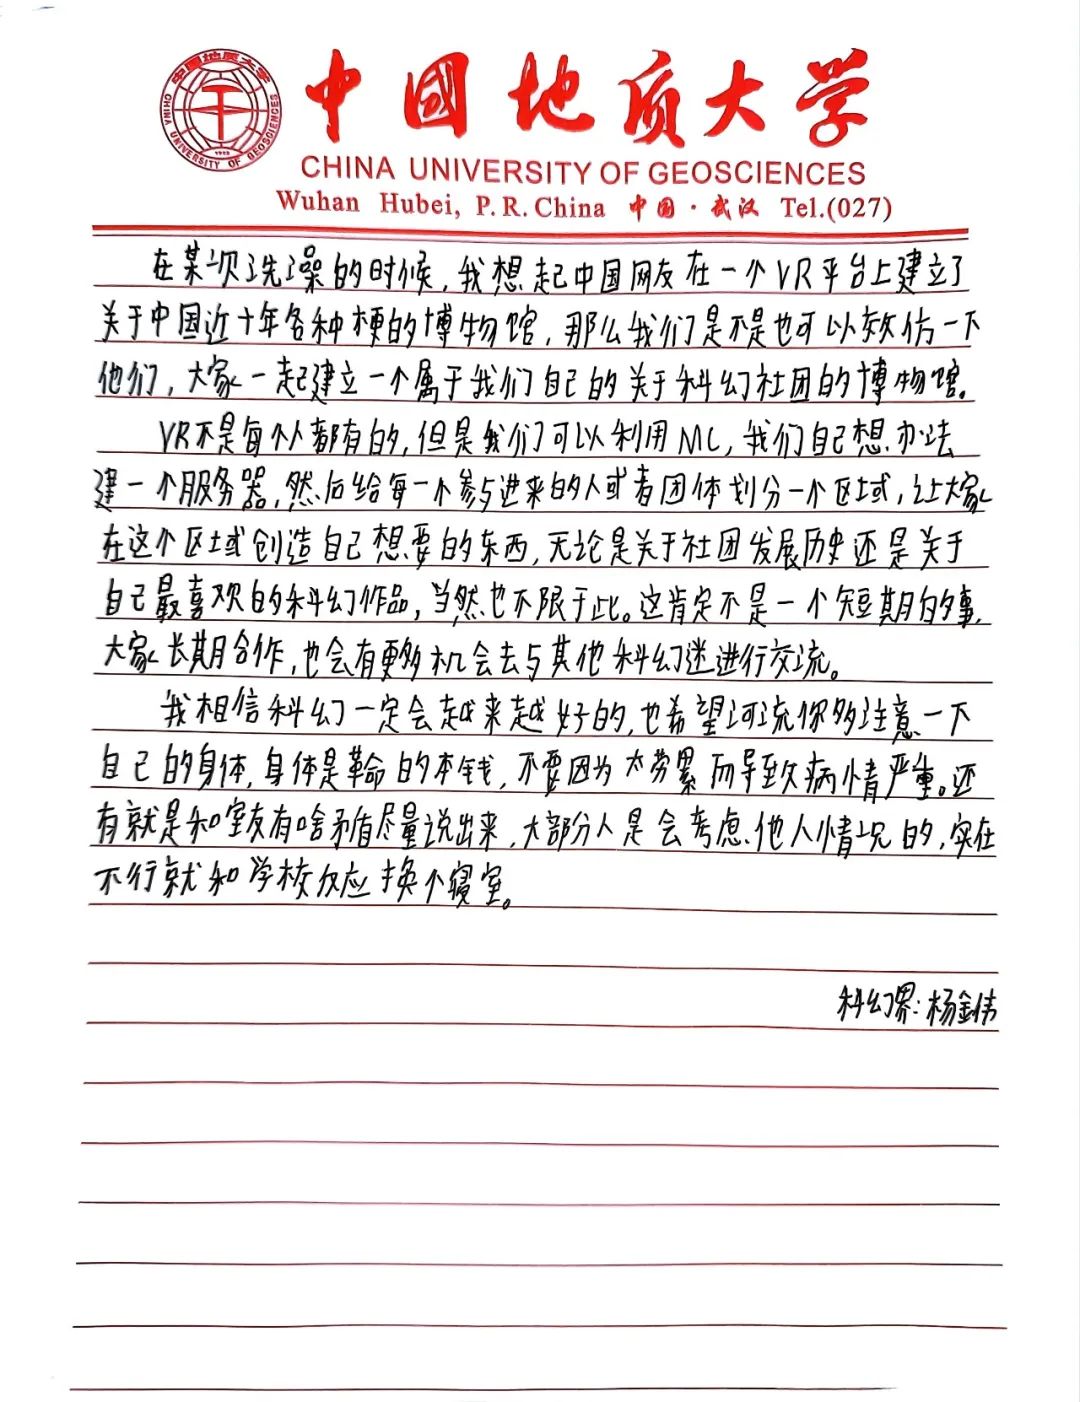 中國地质大学
CHINA UNIVERSITY OF GEOSCIENCES
Wuhan Hubei, P. R. China 中国·武汉 Tel.(027)
在某次洗澡的时候,我想起中国网友在一个VR平台上建立了
关于中国近十年各种梗的博物馆,那么我们是不是也可以效仿一下
他们,大家一起建立一个属于我们自己的关于科幻社团的博物馆。
VR不是每个人都有的,但是我们可以利用MC,我们自己想办法
建一个服务器,然后给每一个参与进来的人或者团体划分一个区域,让大家
在这个区域创造自己想要的东西,无论是关于社团发展历史还是关于
自己最喜欢的科幻作品,当然也不限于此。这肯定不是一个短期的事,
大家长期合作,也会有更多机会去与其他科幻迷进行交流。
我相信科幻一定会越来越好的,也希望河流你多注意一下
自己的身体,身体是革命的本钱,不要因为太劳累而导致病情严重。还
有就是和室友有啥矛盾尽量说出来,大部分人是会考虑他人情况的,实在
不行就和学校反应换个寝室。
科幻界:杨金伟
中国地质大学
CHINA UNIVERSITY OF GEOSCIENCES
1952